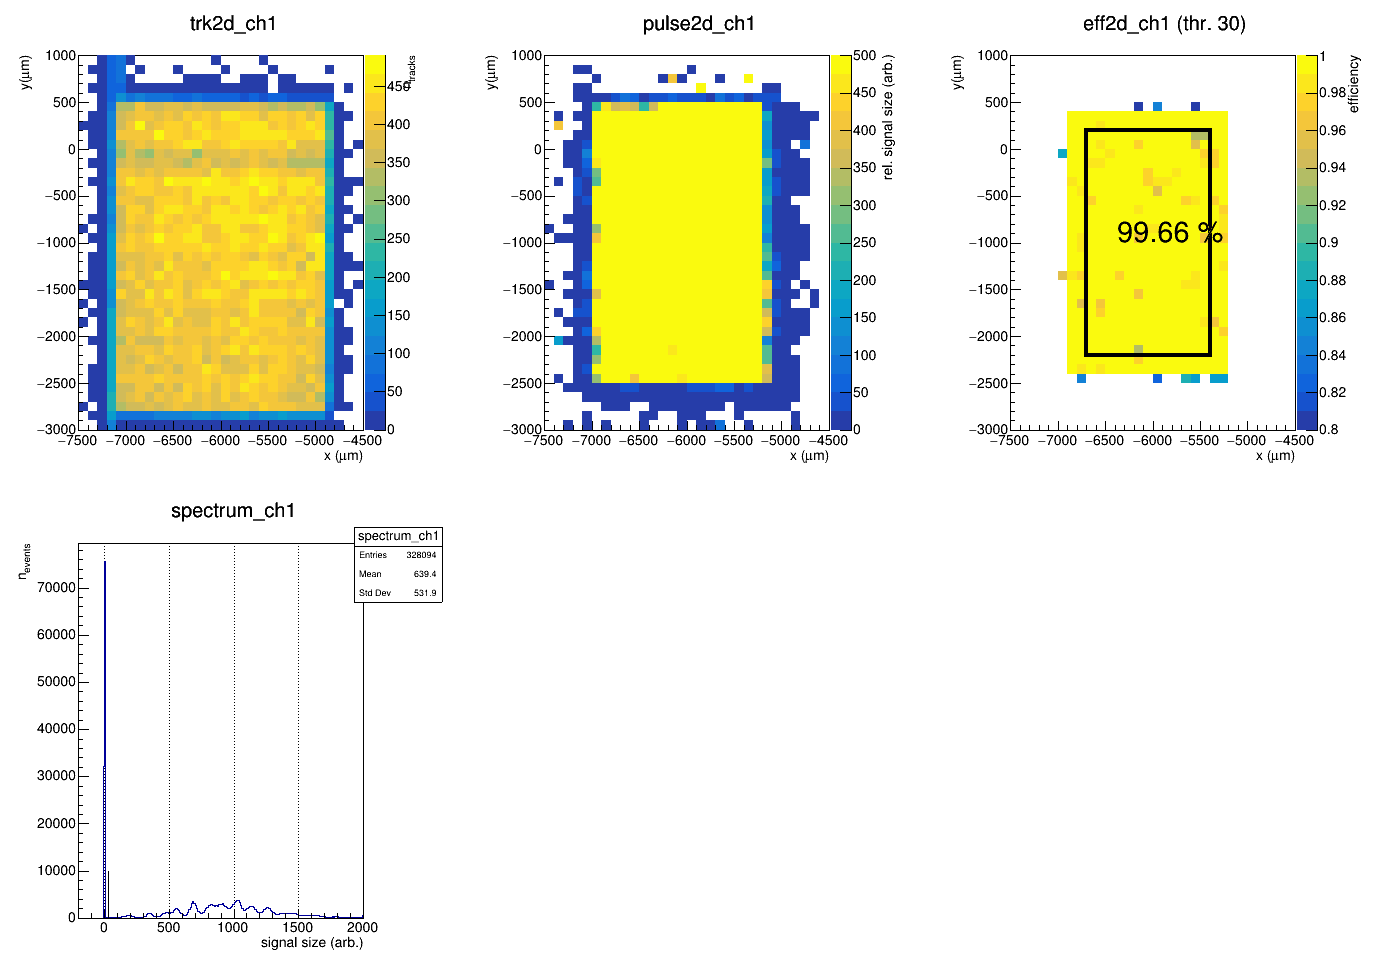 trk2d_ch1
y(μm)
1000
500
0
−500
−1000
−1500
−2000
−2500
−3000
−7500 −7000 −6500 −6000 −5500 −5000 −4500
x (μm)
tracks
450
400
350
300
250
200
150
100
50
0
pulse2d_ch1
y(μm)
1000
500
0
−500
−1000
−1500
−2000
−2500
−3000
−7500 −7000 −6500 −6000 −5500 −5000 −4500
x (μm)
rel. signal size (arb.)
500
450
400
350
300
250
200
150
100
50
0
eff2d_ch1 (thr. 30)
y(μm)
1000
500
0
−500
−1000
−1500
−2000
−2500
−3000
99.66 %
−7500 −7000 −6500 −6000 −5500 −5000 −4500
x (μm)
efficiency
1
0.98
0.96
0.94
0.92
0.9
0.88
0.86
0.84
0.82
0.8
spectrum_ch1
spectrum_ch1
Entries 328094
Mean 639.4
Std Dev 531.9
n events
70000
60000
50000
40000
30000
20000
10000
0
0 500 1000 1500 2000
signal size (arb.)